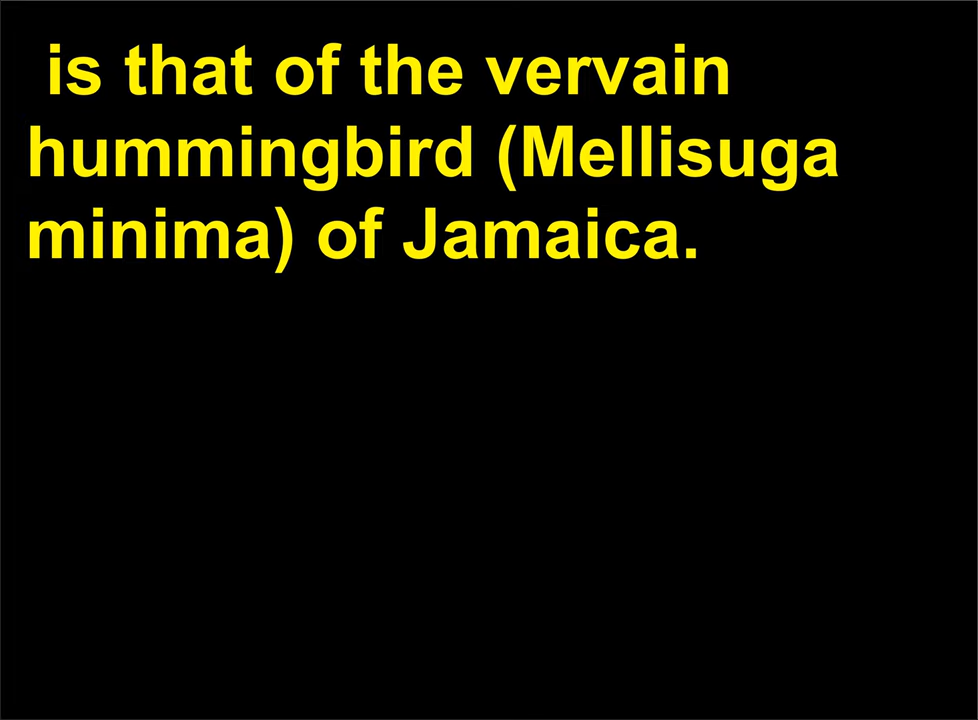 is that of the vervain
hummingbird (Mellisuga
minima) of Jamaica.